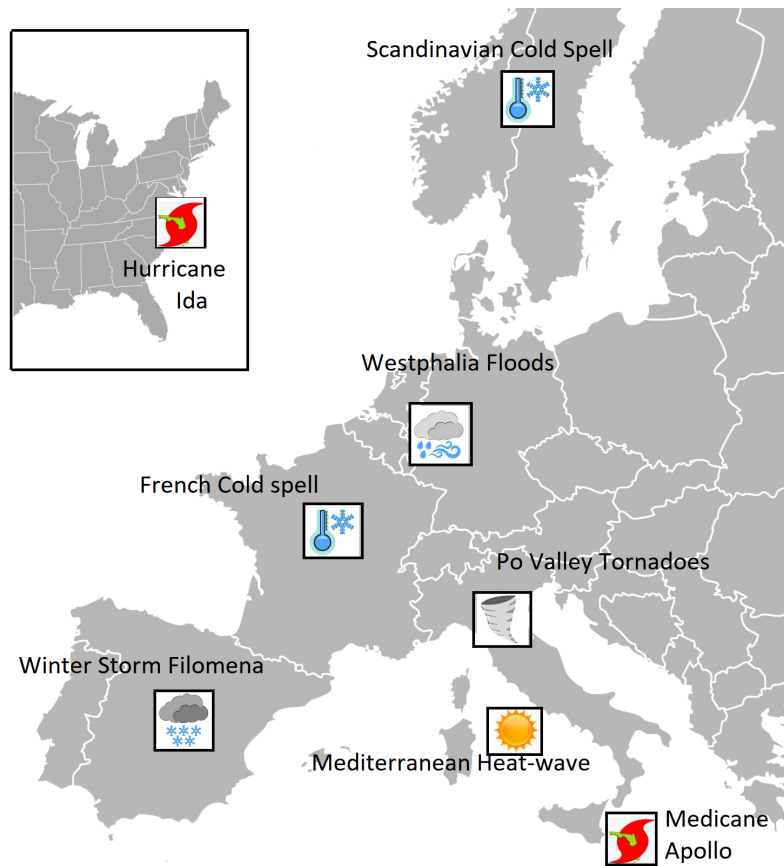 Scandinavian Cold Spell
Hurricane
Ida
Westphalia Floods
French Cold spell
Po Valley Tornadoes
Winter Storm Filomena
Mediterranean Heat-wave
Medicane
Apollo